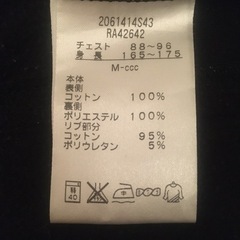 2061414S43
RA42642
チェスト 88～96
身長 165～175
M-ccc
本体
表側
コットン 100%
裏側
ポリエステル 100%
リブ部分
コットン 95%
ポリウレタン 5%
40